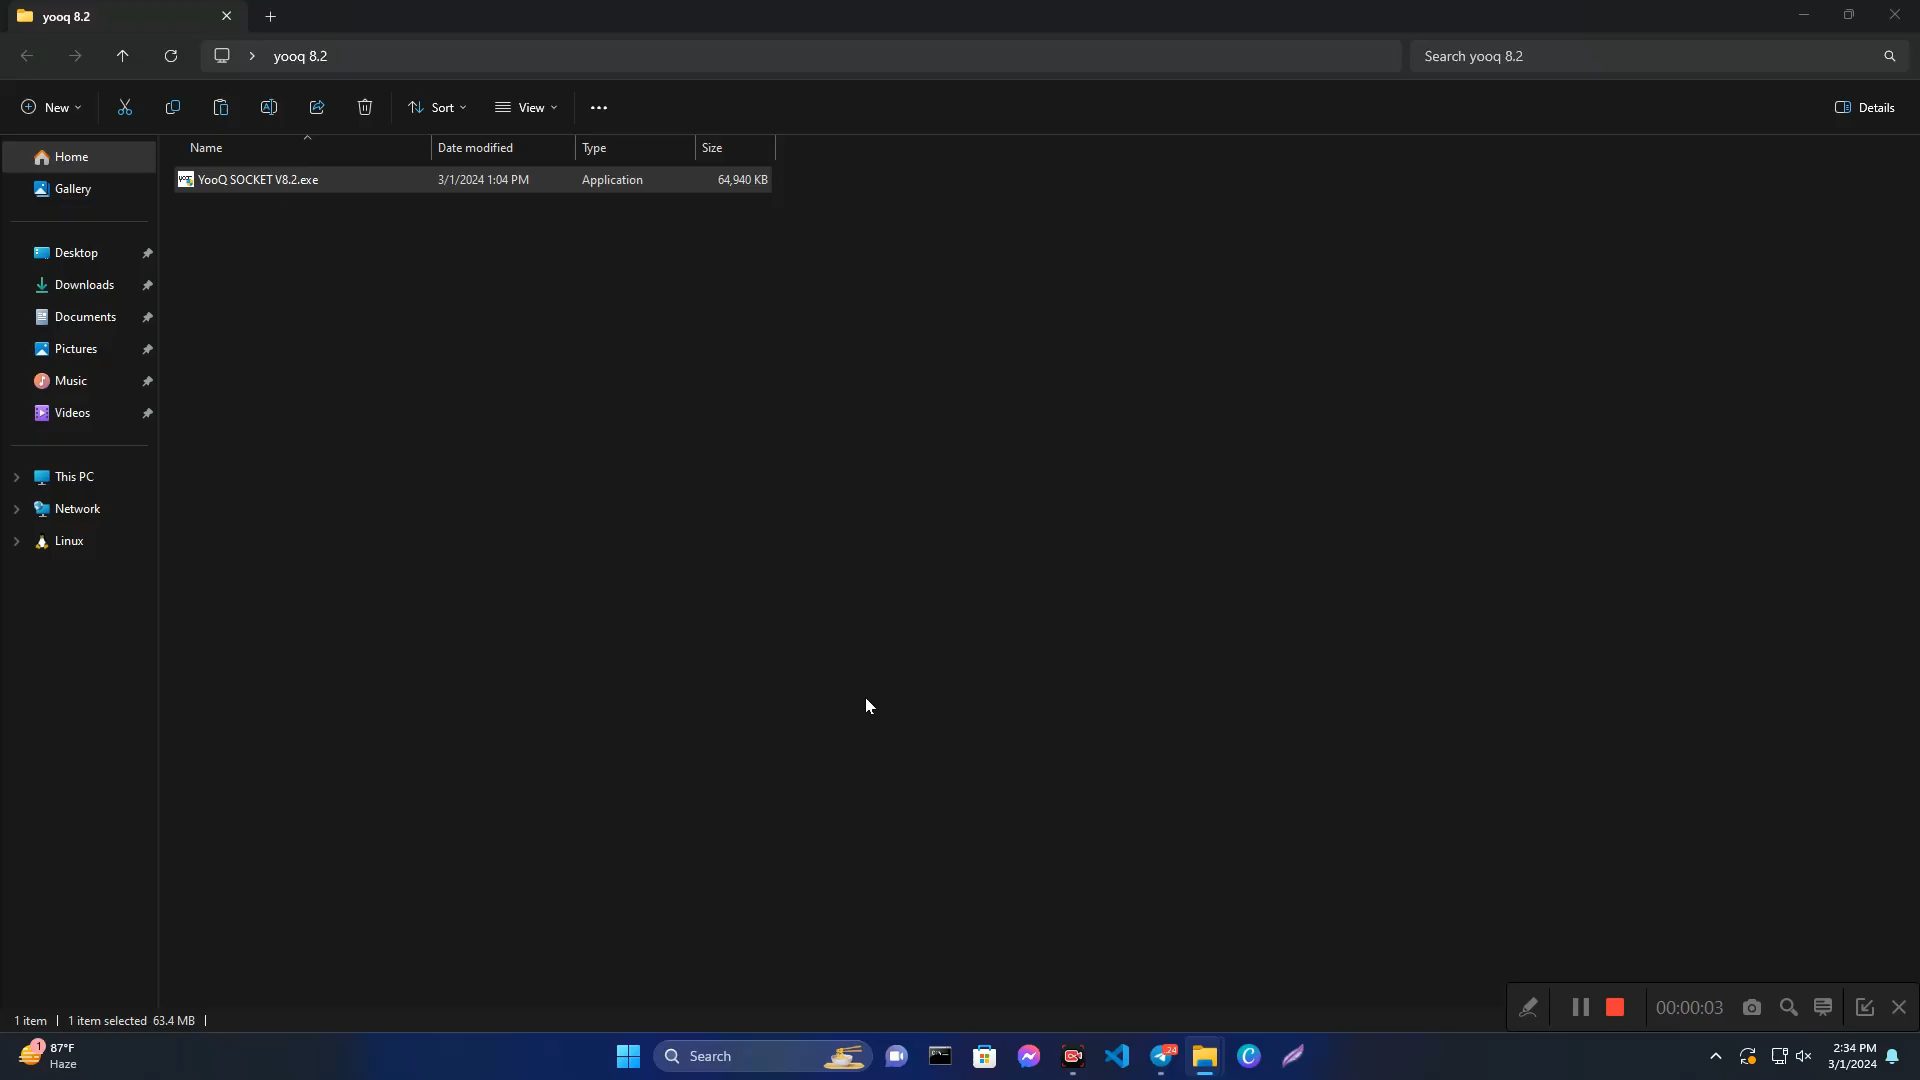 yooq 8.2
yooq 8.2
Search yooq 8.2
New
Sort
View
Details
Name
Date modified
Type
Size
YooQ SOCKET V8.2.exe
3/1/2024 1:04 PM
Application
64,940 KB
Home
Gallery
Desktop
Downloads
Documents
Pictures
Music
Videos
This PC
Network
Linux
00:00:03
1 item
1 item selected 63.4 MB
1
87°F
Haze
Search
24
2:34 PM
3/1/2024